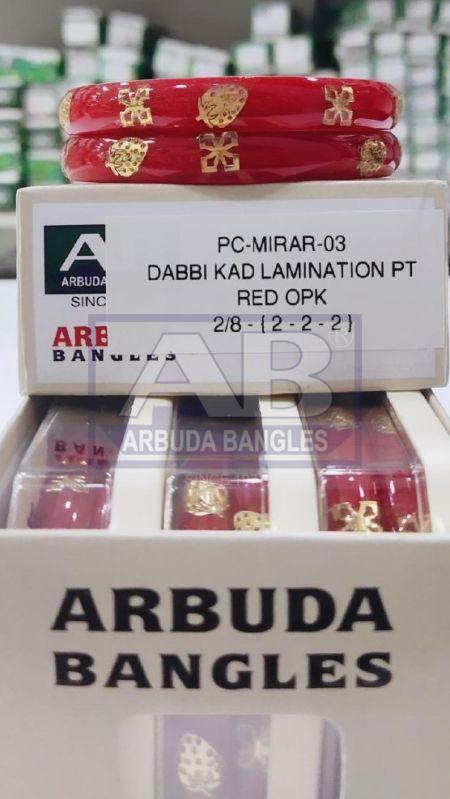 A
ARBUDA
SINC
ARB
BANGLES
PC-MIRAR-03
DABBI KAD LAMINATION PT
RED OPK
2/8 - { 2 - 2 - 2 }
AB®
ARBUDA BANGLES
ARBUDA
BANGLES